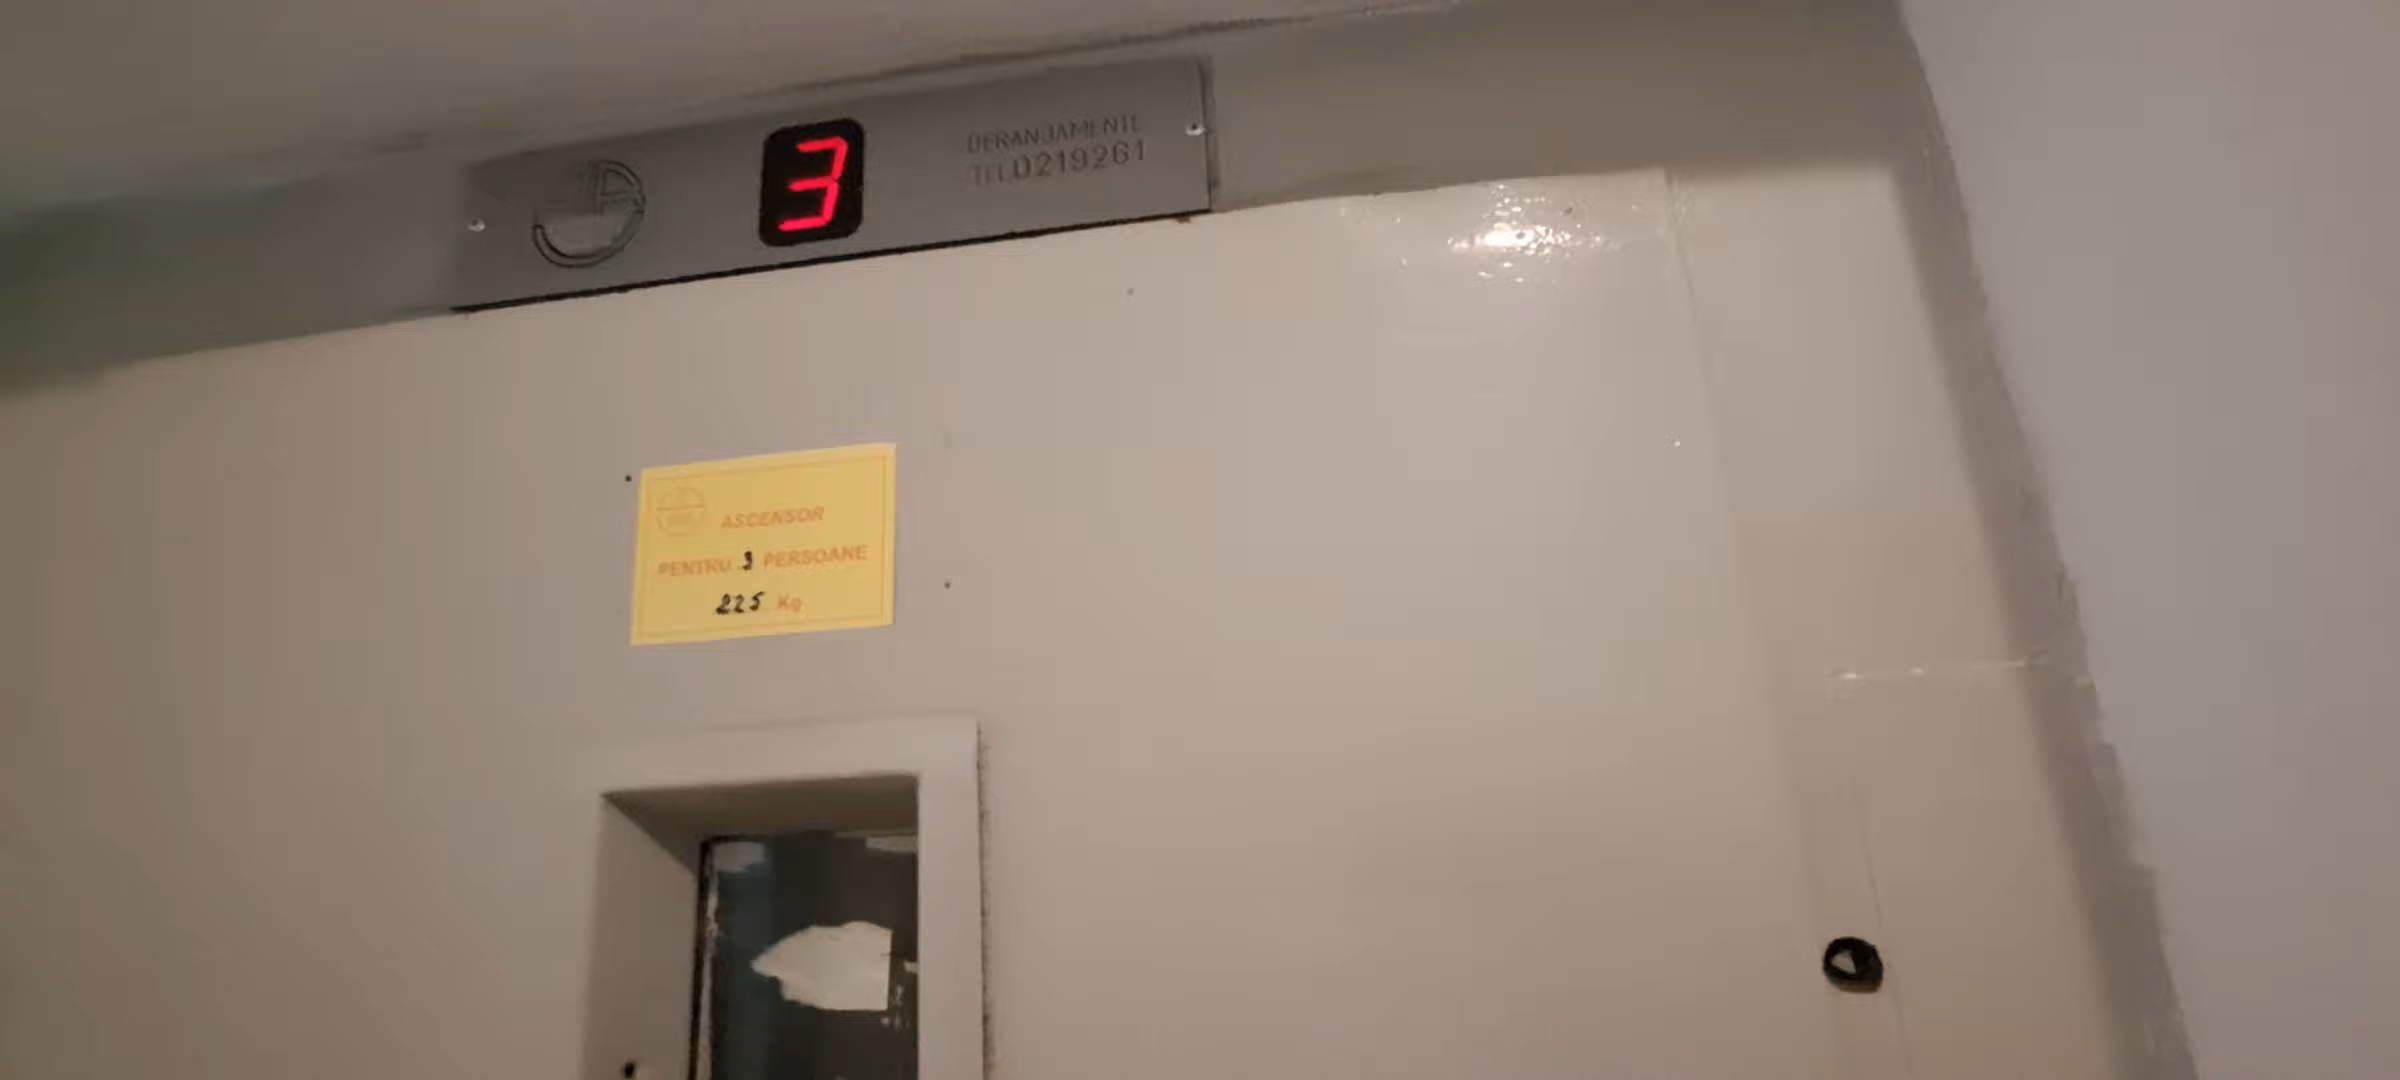 3
DERANJAMENTE
TEL.0219261
ASCENSOR
PENTRU 3 PERSOANE
225 Kg